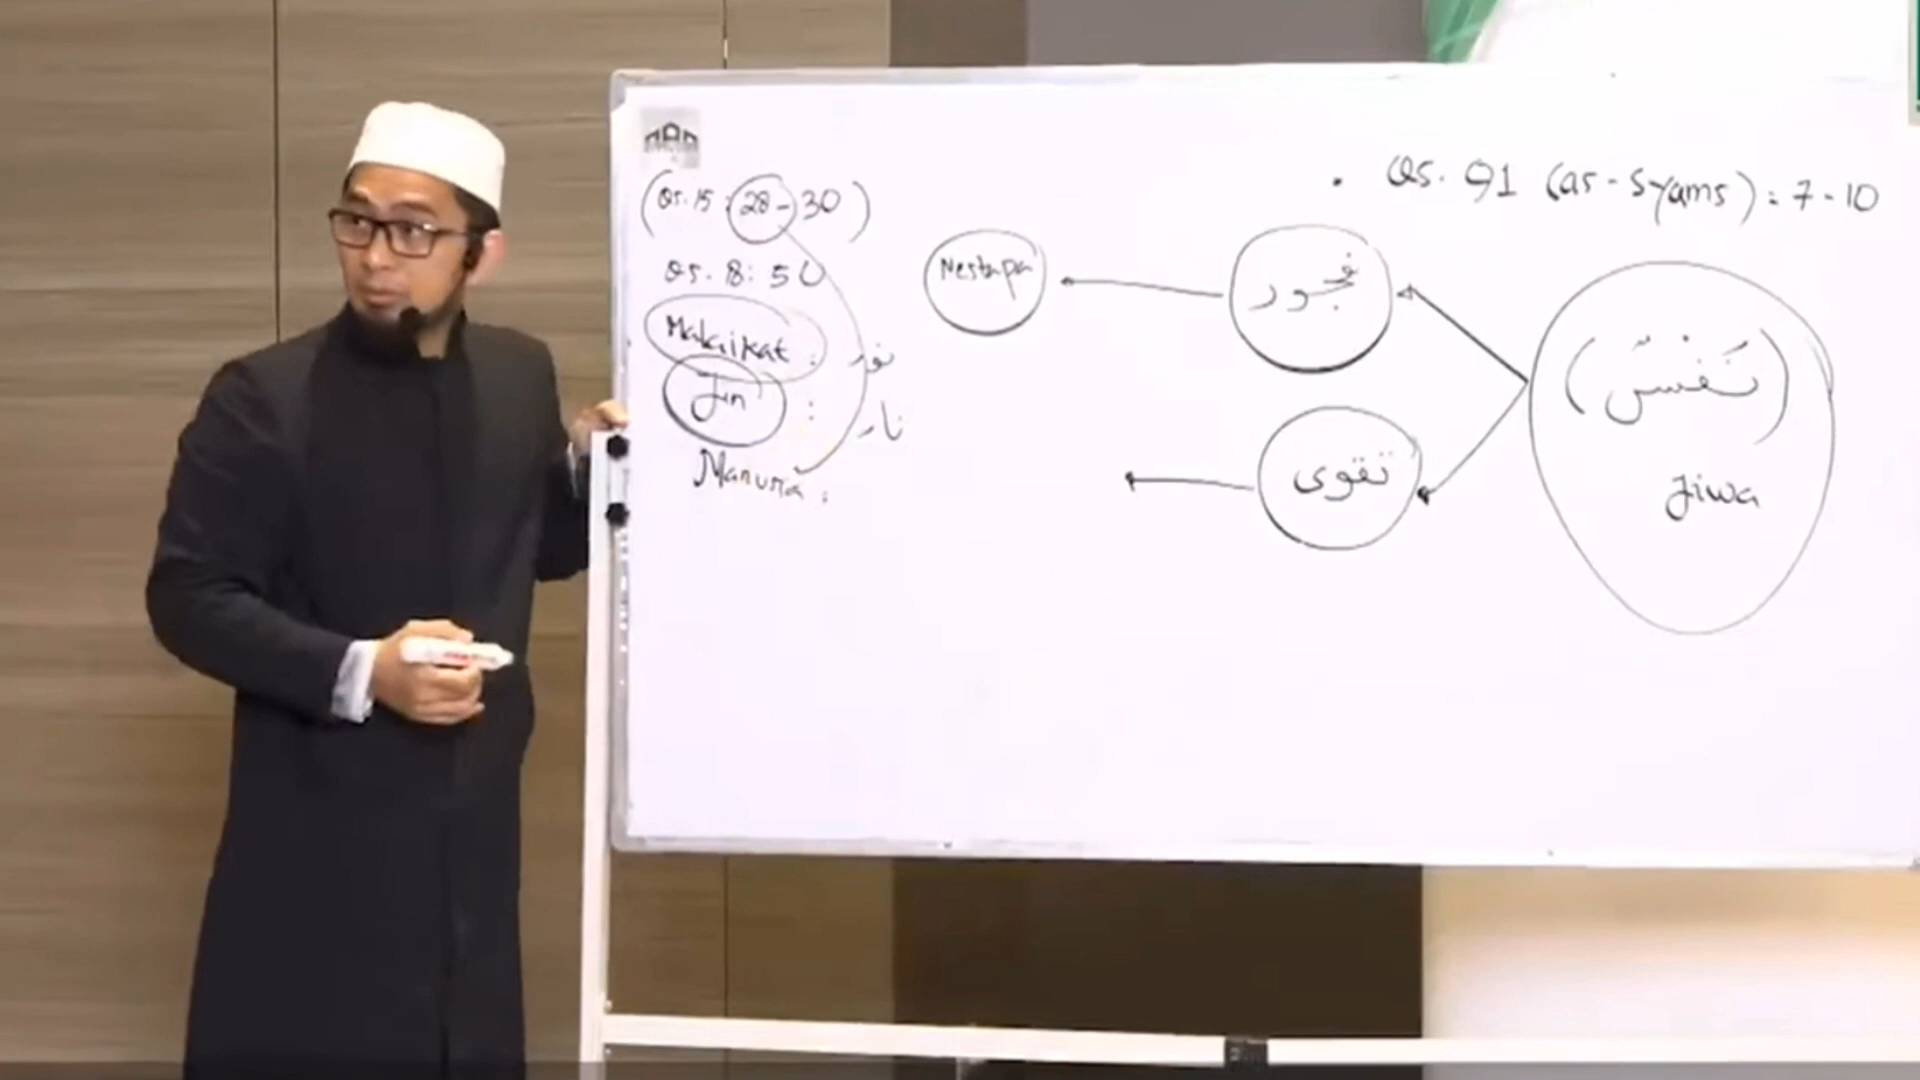 (QS. 15 : 28 - 30)
QS. 8 : 50
Malaikat : نور
Jin : نار
Manusia :
• QS. 91 (as-Syams) : 7 - 10
Nestapa
فجور
تقوى
(نَفْسٌ)
Jiwa